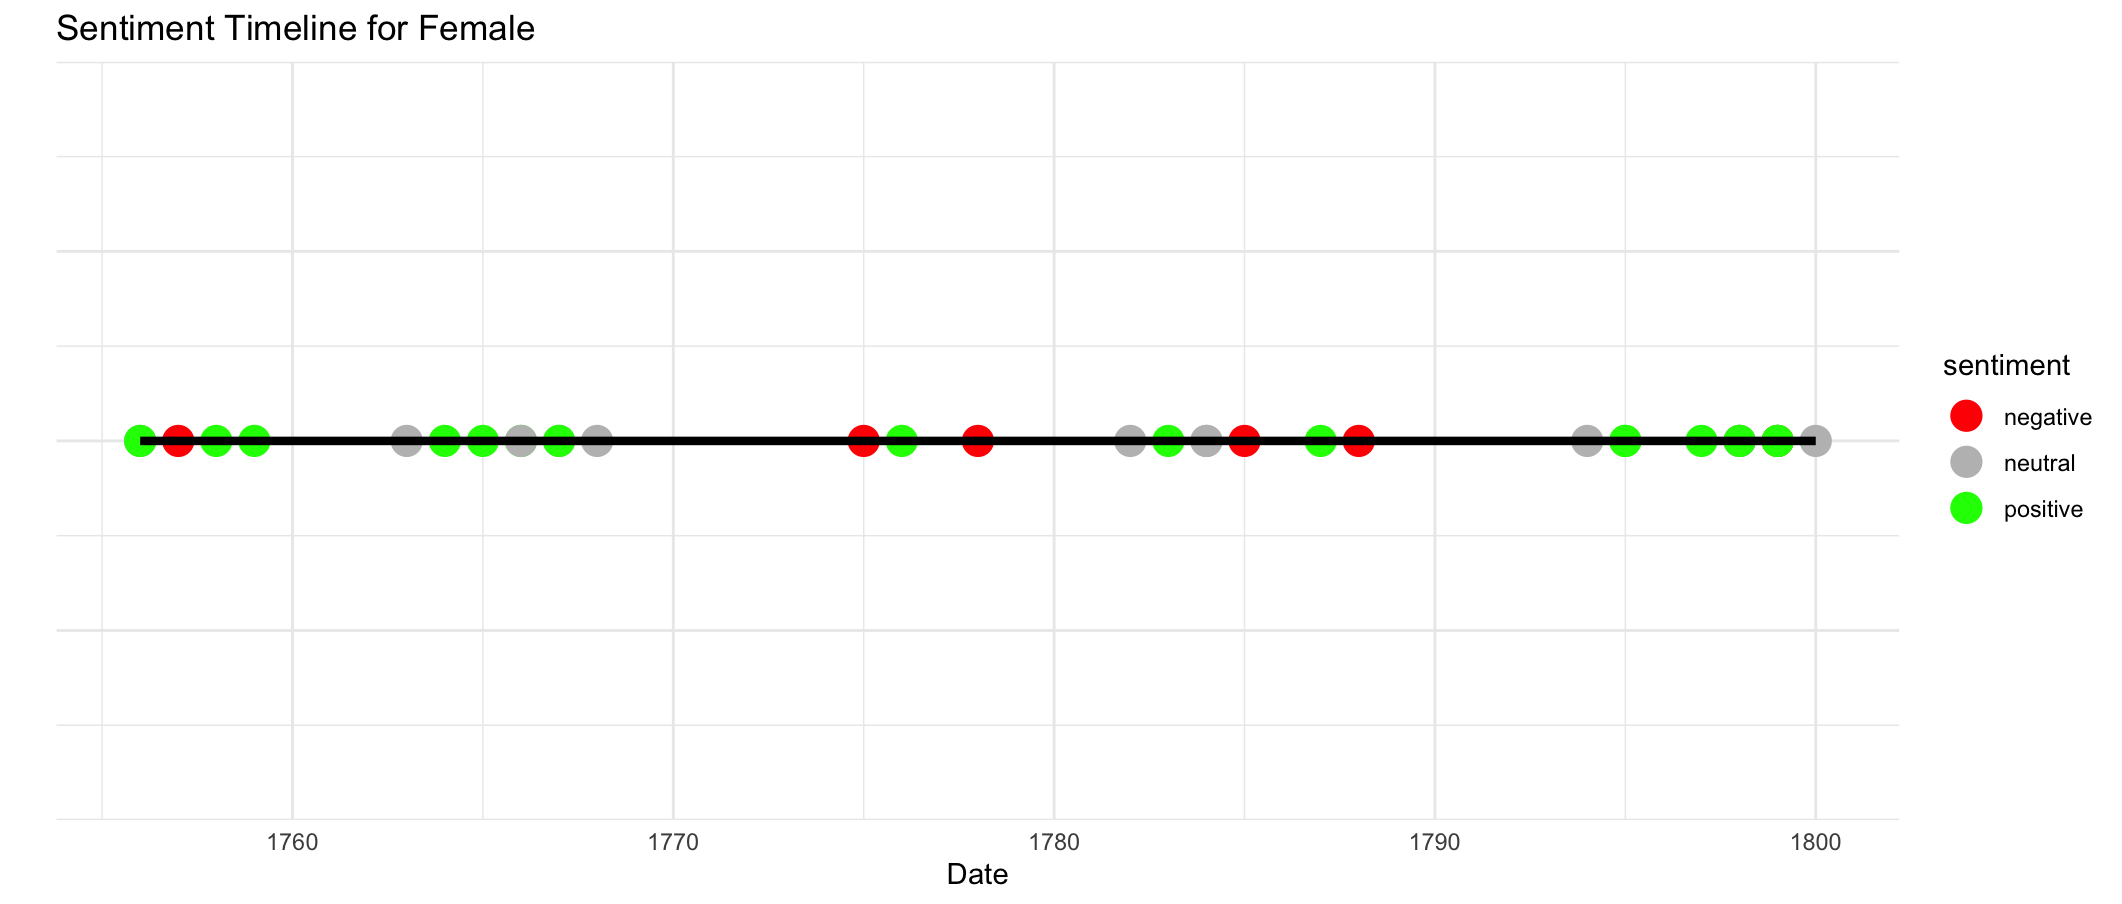 Sentiment Timeline for Female
sentiment
negative
neutral
positive
1760 1770 1780 1790 1800
Date